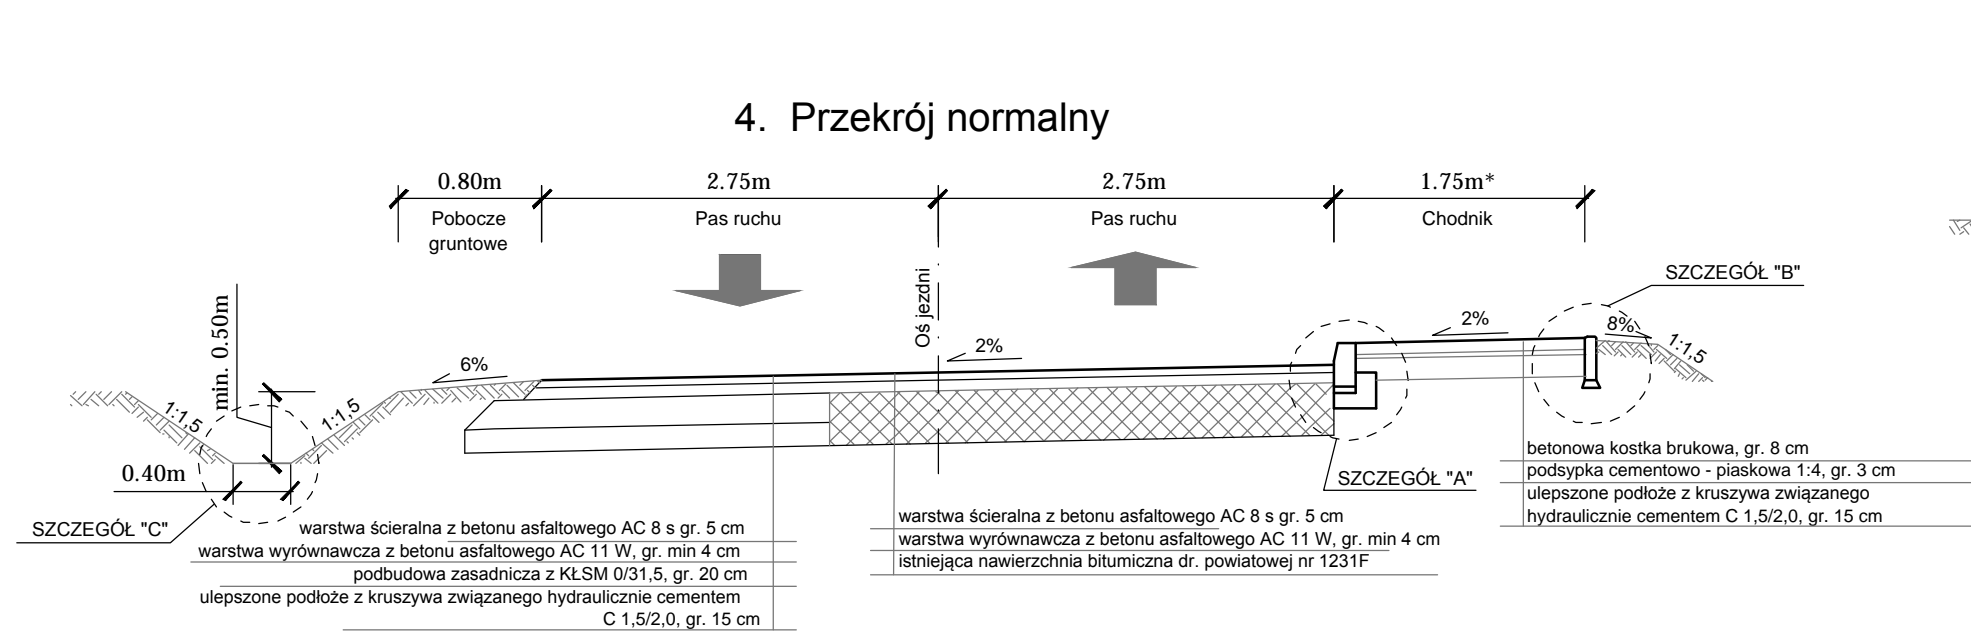 4. Przekrój normalny
0.80m
2.75m
2.75m
1.75m*
Pobocze
gruntowe
Pas ruchu
Pas ruchu
Chodnik
Oś jezdni
SZCZEGÓŁ "B"
min. 0.50m
6%
2%
2%
8%
1:1,5
1:1,5
1:1,5
0.40m
SZCZEGÓŁ "C"
SZCZEGÓŁ "A"
warstwa ścieralna z betonu asfaltowego AC 8 s gr. 5 cm
warstwa wyrównawcza z betonu asfaltowego AC 11 W, gr. min 4 cm
podbudowa zasadnicza z KŁSM 0/31,5, gr. 20 cm
ulepszone podłoże z kruszywa związanego hydraulicznie cementem
C 1,5/2,0, gr. 15 cm
warstwa ścieralna z betonu asfaltowego AC 8 s gr. 5 cm
warstwa wyrównawcza z betonu asfaltowego AC 11 W, gr. min 4 cm
istniejąca nawierzchnia bitumiczna dr. powiatowej nr 1231F
betonowa kostka brukowa, gr. 8 cm
podsypka cementowo - piaskowa 1:4, gr. 3 cm
ulepszone podłoże z kruszywa związanego
hydraulicznie cementem C 1,5/2,0, gr. 15 cm